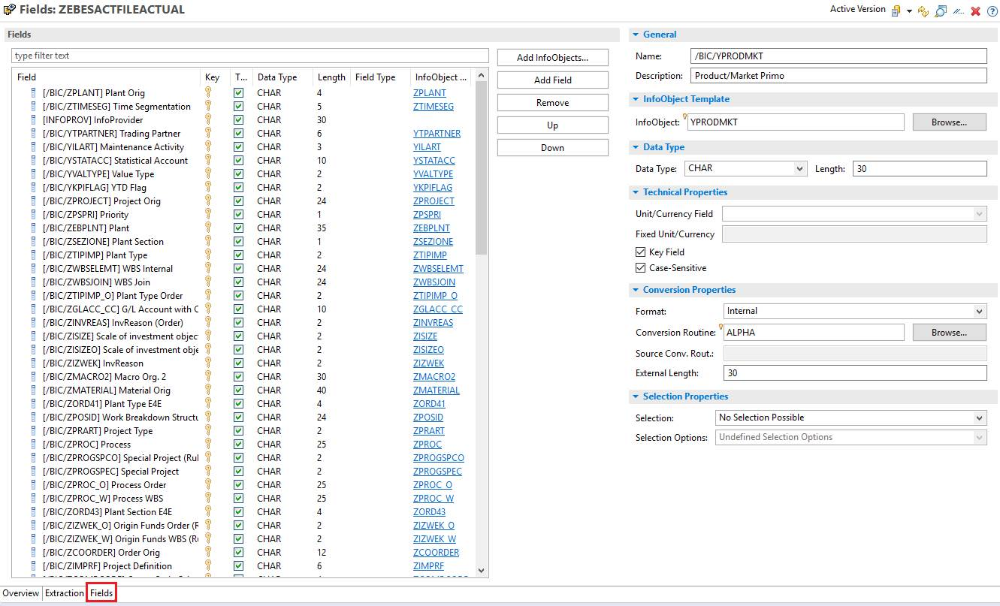 Fields: ZEBESACTFILEACTUAL
Active Version
Fields
type filter text
Field Key T... Data Type Length Field Type InfoObject ...
[/BIC/ZPLANT] Plant Orig CHAR 4 ZPLANT
[/BIC/ZTIMESEG] Time Segmentation CHAR 5 ZTIMESEG
[INFOPROV] InfoProvider CHAR 30
[/BIC/YTPARTNER] Trading Partner CHAR 6 YTPARTNER
[/BIC/YILART] Maintenance Activity CHAR 3 YILART
[/BIC/YSTATACC] Statistical Account CHAR 10 YSTATACC
[/BIC/YVALTYPE] Value Type CHAR 2 YVALTYPE
[/BIC/YKPIFLAG] YTD Flag CHAR 2 YKPIFLAG
[/BIC/ZPROJECT] Project Orig CHAR 24 ZPROJECT
[/BIC/ZPSPRI] Priority CHAR 1 ZPSPRI
[/BIC/ZEBPLNT] Plant CHAR 35 ZEBPLNT
[/BIC/ZSEZIONE] Plant Section CHAR 1 ZSEZIONE
[/BIC/ZTIPIMP] Plant Type CHAR 2 ZTIPIMP
[/BIC/ZWBSELEMT] WBS Internal CHAR 24 ZWBSELEMT
[/BIC/ZWBSJOIN] WBS Join CHAR 24 ZWBSJOIN
[/BIC/ZTIPIMP_O] Plant Type Order CHAR 2 ZTIPIMP_O
[/BIC/ZGLACC_CC] G/L Account with C CHAR 10 ZGLACC_CC
[/BIC/ZINVREAS] InvReason (Order) CHAR 2 ZINVREAS
[/BIC/ZISIZE] Scale of investment objec CHAR 2 ZISIZE
[/BIC/ZISIZEO] Scale of investment obje CHAR 2 ZISIZEO
[/BIC/ZIZWEK] InvReason CHAR 2 ZIZWEK
[/BIC/ZMACRO2] Macro Org. 2 CHAR 30 ZMACRO2
[/BIC/ZMATERIAL] Material Orig CHAR 40 ZMATERIAL
[/BIC/ZORD41] Plant Type E4E CHAR 4 ZORD41
[/BIC/ZPOSID] Work Breakdown Structu CHAR 24 ZPOSID
[/BIC/ZPRART] Project Type CHAR 2 ZPRART
[/BIC/ZPROC] Process CHAR 25 ZPROC
[/BIC/ZPROGSPCO] Special Project (Rul CHAR 2 ZPROGSPCO
[/BIC/ZPROGSPEC] Special Project CHAR 2 ZPROGSPEC
[/BIC/ZPROC_O] Process Order CHAR 25 ZPROC_O
[/BIC/ZPROC_W] Process WBS CHAR 25 ZPROC_W
[/BIC/ZORD43] Plant Section E4E CHAR 4 ZORD43
[/BIC/ZIZWEK_O] Origin Funds Order (R CHAR 2 ZIZWEK_O
[/BIC/ZIZWEK_W] Origin Funds WBS (Ru CHAR 2 ZIZWEK_W
[/BIC/ZCOORDER] Order Orig CHAR 12 ZCOORDER
[/BIC/ZIMPRF] Project Definition CHAR 6 ZIMPRF
Add InfoObjects...
Add Field
Remove
Up
Down
General
Name: /BIC/YPRODMKT
Description: Product/Market Primo
InfoObject Template
InfoObject: YPRODMKT Browse...
Data Type
Data Type: CHAR Length: 30
Technical Properties
Unit/Currency Field
Fixed Unit/Currency
Key Field
Case-Sensitive
Conversion Properties
Format: Internal
Conversion Routine: ALPHA Browse...
Source Conv. Rout.:
External Length: 30
Selection Properties
Selection: No Selection Possible
Selection Options: Undefined Selection Options
Overview Extraction Fields